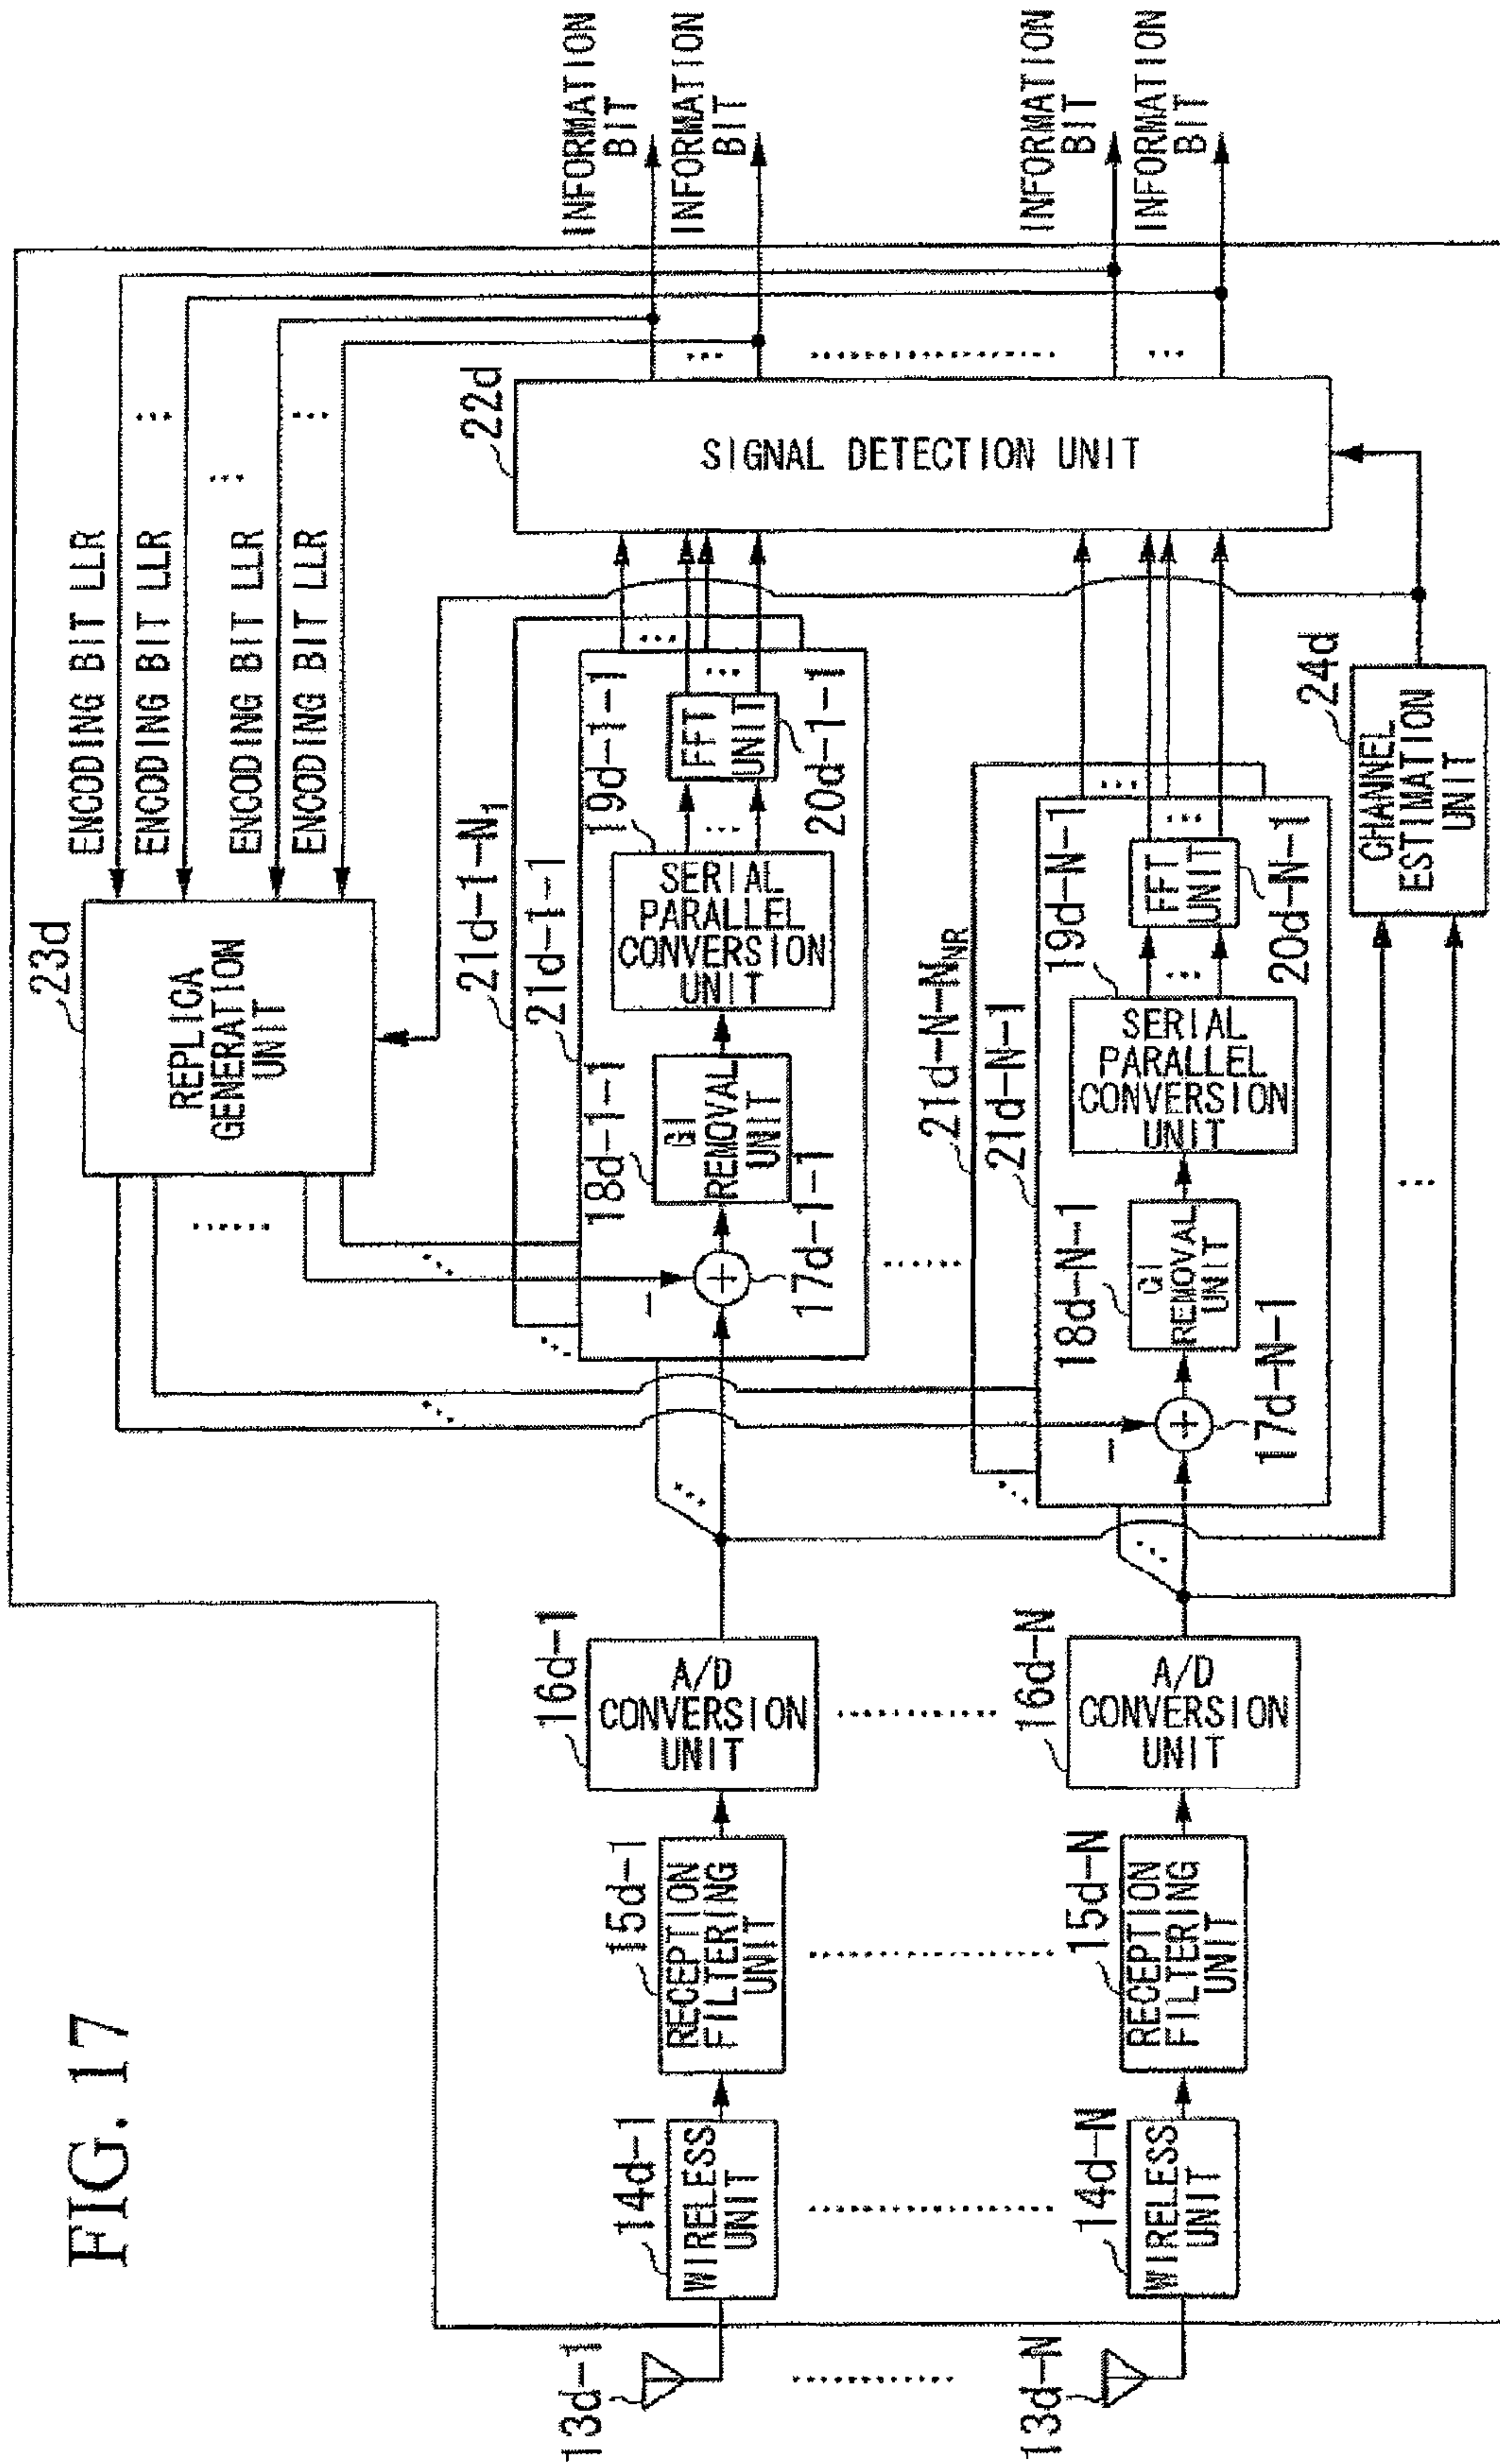 FIG. 17
23d
REPLICA
GENERATION
UNIT
ENCODING BIT LLR
ENCODING BIT LLR
ENCODING BIT LLR
ENCODING BIT LLR
INFORMATION
BIT
INFORMATION
BIT
INFORMATION
BIT
INFORMATION
BIT
22d
SIGNAL DETECTION UNIT
21d-1-N1
21d-1-1
17d-1-1
−
+
18d-1-1
GI
REMOVAL
UNIT
19d-1-1
SERIAL
PARALLEL
CONVERSION
UNIT
20d-1-1
FFT
UNIT
21d-N-NNR
21d-N-1
17d-N-1
−
+
18d-N-1
GI
REMOVAL
UNIT
19d-N-1
SERIAL
PARALLEL
CONVERSION
UNIT
20d-N-1
FFT
UNIT
24d
CHANNEL
ESTIMATION
UNIT
13d-1
14d-1
WIRELESS
UNIT
15d-1
RECEPTION
FILTERING
UNIT
16d-1
A/D
CONVERSION
UNIT
13d-N
14d-N
WIRELESS
UNIT
15d-N
RECEPTION
FILTERING
UNIT
16d-N
A/D
CONVERSION
UNIT